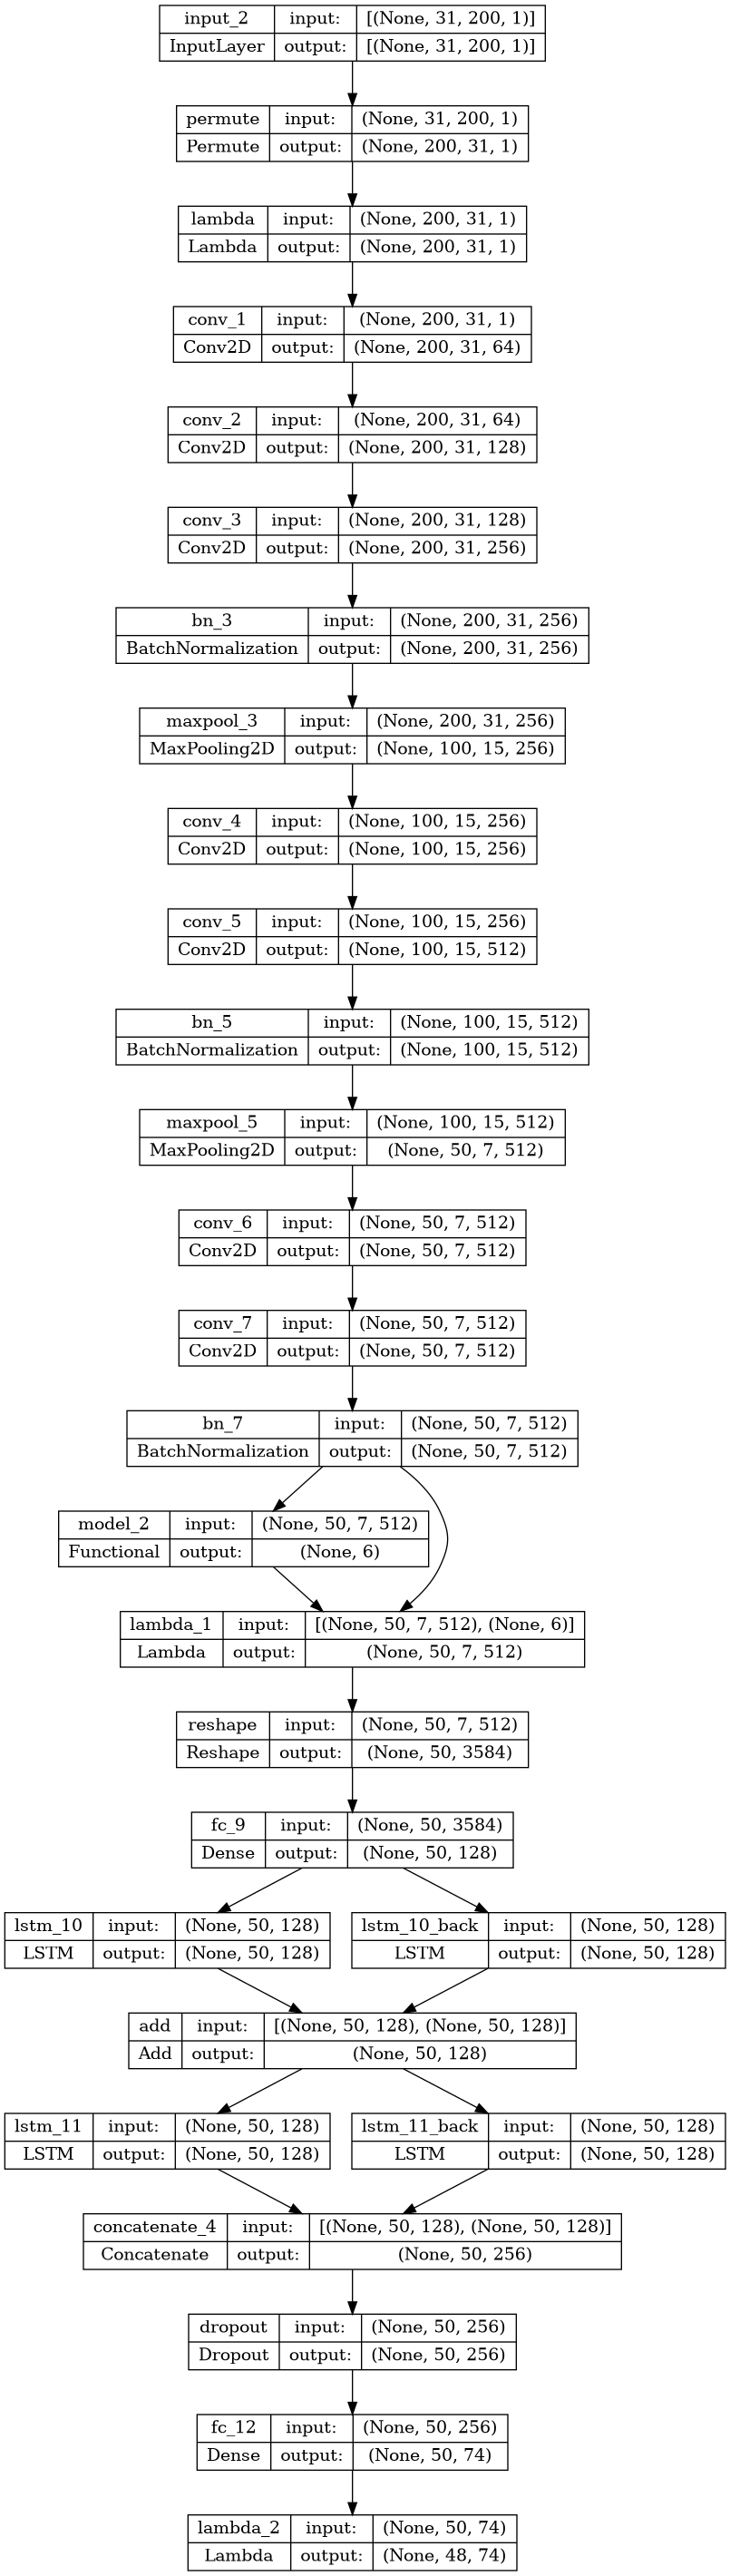 input_2 input: [(None, 31, 200, 1)]
InputLayer output: [(None, 31, 200, 1)]
permute input: (None, 31, 200, 1)
Permute output: (None, 200, 31, 1)
lambda input: (None, 200, 31, 1)
Lambda output: (None, 200, 31, 1)
conv_1 input: (None, 200, 31, 1)
Conv2D output: (None, 200, 31, 64)
conv_2 input: (None, 200, 31, 64)
Conv2D output: (None, 200, 31, 128)
conv_3 input: (None, 200, 31, 128)
Conv2D output: (None, 200, 31, 256)
bn_3 input: (None, 200, 31, 256)
BatchNormalization output: (None, 200, 31, 256)
maxpool_3 input: (None, 200, 31, 256)
MaxPooling2D output: (None, 100, 15, 256)
conv_4 input: (None, 100, 15, 256)
Conv2D output: (None, 100, 15, 256)
conv_5 input: (None, 100, 15, 256)
Conv2D output: (None, 100, 15, 512)
bn_5 input: (None, 100, 15, 512)
BatchNormalization output: (None, 100, 15, 512)
maxpool_5 input: (None, 100, 15, 512)
MaxPooling2D output: (None, 50, 7, 512)
conv_6 input: (None, 50, 7, 512)
Conv2D output: (None, 50, 7, 512)
conv_7 input: (None, 50, 7, 512)
Conv2D output: (None, 50, 7, 512)
bn_7 input: (None, 50, 7, 512)
BatchNormalization output: (None, 50, 7, 512)
model_2 input: (None, 50, 7, 512)
Functional output: (None, 6)
lambda_1 input: [(None, 50, 7, 512), (None, 6)]
Lambda output: (None, 50, 7, 512)
reshape input: (None, 50, 7, 512)
Reshape output: (None, 50, 3584)
fc_9 input: (None, 50, 3584)
Dense output: (None, 50, 128)
lstm_10 input: (None, 50, 128)
LSTM output: (None, 50, 128)
lstm_10_back input: (None, 50, 128)
LSTM output: (None, 50, 128)
add input: [(None, 50, 128), (None, 50, 128)]
Add output: (None, 50, 128)
lstm_11 input: (None, 50, 128)
LSTM output: (None, 50, 128)
lstm_11_back input: (None, 50, 128)
LSTM output: (None, 50, 128)
concatenate_4 input: [(None, 50, 128), (None, 50, 128)]
Concatenate output: (None, 50, 256)
dropout input: (None, 50, 256)
Dropout output: (None, 50, 256)
fc_12 input: (None, 50, 256)
Dense output: (None, 50, 74)
lambda_2 input: (None, 50, 74)
Lambda output: (None, 48, 74)